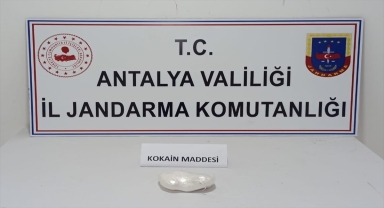 T.C.
ANTALYA VALİLİĞİ
İL JANDARMA KOMUTANLIĞI
KOKAİN MADDESİ